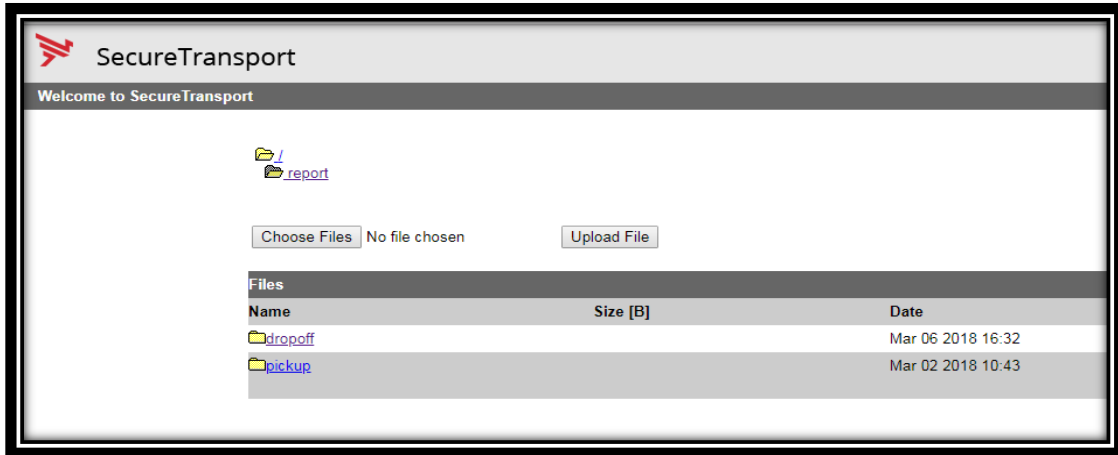 SecureTransport
Welcome to SecureTransport
/
report
Choose Files No file chosen Upload File
Files
Name Size [B] Date
dropoff Mar 06 2018 16:32
pickup Mar 02 2018 10:43